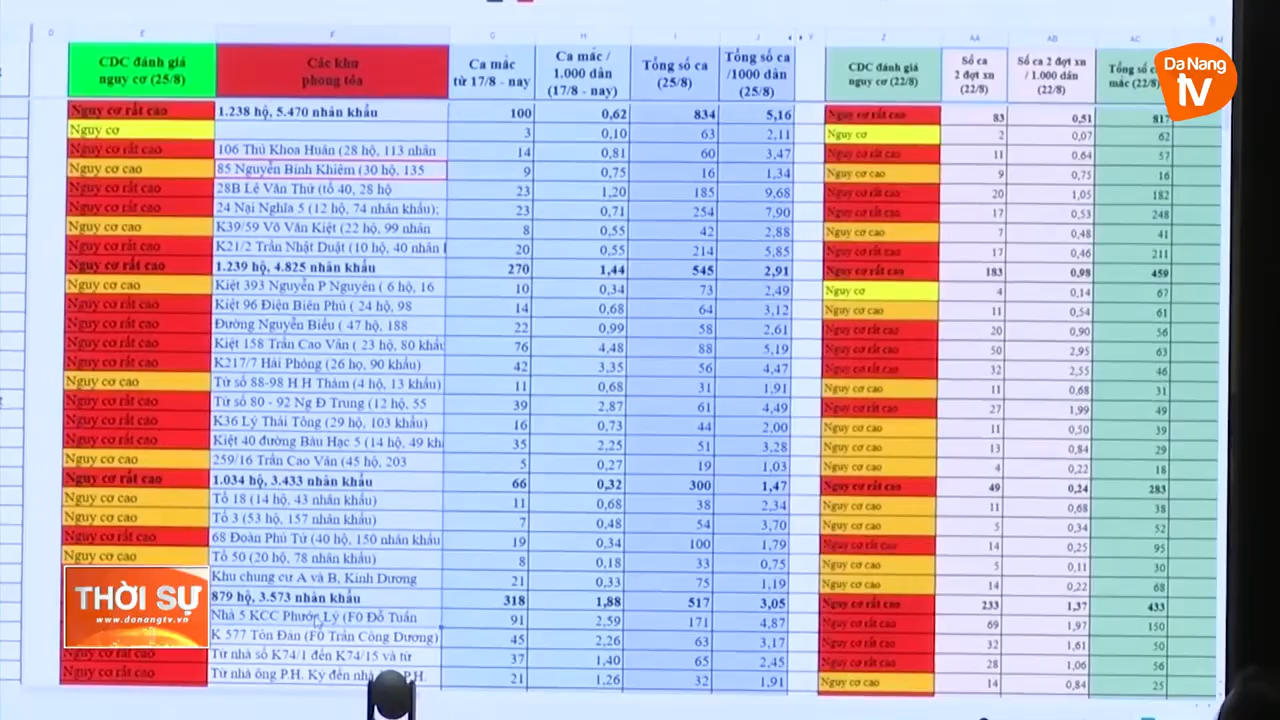 Da Nang
tv
E F G H I J Y Z AA AB AC
CDC đánh giá nguy cơ (25/8) Các khu phong tỏa Ca mắc từ 17/8 - nay Ca mắc / 1.000 dân (17/8 - nay) Tổng số ca (25/8) Tổng số ca /1000 dân (25/8) CDC đánh giá nguy cơ (22/8) Số ca 2 đợt xn (22/8) Số ca 2 đợt xn / 1.000 dân (22/8) Tổng số ca mắc (22/8)
Nguy cơ rất cao 1.238 hộ, 5.470 nhân khẩu 100 0,62 834 5,16 Nguy cơ rất cao 83 0,51 817
Nguy cơ 3 0,10 63 2,11 Nguy cơ 2 0,07 62
Nguy cơ rất cao 106 Thủ Khoa Huân (28 hộ, 113 nhân 14 0,81 60 3,47 Nguy cơ rất cao 11 0,64 57
Nguy cơ cao 85 Nguyễn Bỉnh Khiêm (30 hộ, 135 9 0,75 16 1,34 Nguy cơ cao 9 0,75 16
Nguy cơ rất cao 28B Lê Văn Thứ (tổ 40, 28 hộ 23 1,20 185 9,68 Nguy cơ rất cao 20 1,05 182
Nguy cơ rất cao 24 Nại Nghĩa 5 (12 hộ, 74 nhân khẩu); 23 0,71 254 7,90 Nguy cơ rất cao 17 0,53 248
Nguy cơ cao K39/59 Võ Văn Kiệt (22 hộ, 99 nhân 8 0,55 42 2,88 Nguy cơ cao 7 0,48 41
Nguy cơ rất cao K21/2 Trần Nhật Duật (10 hộ, 40 nhân 20 0,55 214 5,85 Nguy cơ rất cao 17 0,46 211
Nguy cơ rất cao 1.239 hộ, 4.825 nhân khẩu 270 1,44 545 2,91 Nguy cơ rất cao 183 0,98 459
Nguy cơ cao Kiệt 393 Nguyễn P Nguyên ( 6 hộ, 16 10 0,34 73 2,49 Nguy cơ 4 0,14 67
Nguy cơ rất cao Kiệt 96 Điện Biên Phủ ( 24 hộ, 98 14 0,68 64 3,12 Nguy cơ cao 11 0,54 61
Nguy cơ rất cao Đường Nguyễn Biểu ( 47 hộ, 188 22 0,99 58 2,61 Nguy cơ rất cao 20 0,90 56
Nguy cơ rất cao Kiệt 158 Trần Cao Vân ( 23 hộ, 80 khẩu 76 4,48 88 5,19 Nguy cơ rất cao 50 2,95 63
Nguy cơ rất cao K217/7 Hải Phòng (26 họ, 90 khẩu) 42 3,35 56 4,47 Nguy cơ rất cao 32 2,55 46
Nguy cơ cao Từ số 88-98 H H Thám (4 hộ, 13 khẩu) 11 0,68 31 1,91 Nguy cơ cao 11 0,68 31
Nguy cơ rất cao Từ số 80 - 92 Ng Đ Trung (12 hộ, 55 39 2,87 61 4,49 Nguy cơ rất cao 27 1,99 49
Nguy cơ rất cao K36 Lý Thái Tông (29 hộ, 103 khẩu) 16 0,73 44 2,00 Nguy cơ cao 11 0,50 39
Nguy cơ rất cao Kiệt 40 đường Bàu Hạc 5 (14 hộ, 49 kh 35 2,25 51 3,28 Nguy cơ cao 13 0,84 29
Nguy cơ cao 259/16 Trần Cao Vân (45 hộ, 203 5 0,27 19 1,03 Nguy cơ cao 4 0,22 18
Nguy cơ rất cao 1.034 hộ, 3.433 nhân khẩu 66 0,32 300 1,47 Nguy cơ rất cao 49 0,24 283
Nguy cơ cao Tổ 18 (14 hộ, 43 nhân khẩu) 11 0,68 38 2,34 Nguy cơ cao 11 0,68 38
Nguy cơ cao Tổ 3 (53 hộ, 157 nhân khẩu) 7 0,48 54 3,70 Nguy cơ cao 5 0,34 52
Nguy cơ rất cao 68 Đoàn Phú Tứ (40 hộ, 150 nhân khẩu 19 0,34 100 1,79 Nguy cơ rất cao 14 0,25 95
Nguy cơ cao Tổ 50 (20 hộ, 78 nhân khẩu) 8 0,18 33 0,75 Nguy cơ cao 5 0,11 30
Khu chung cư A và B, Kinh Dương 21 0,33 75 1,19 Nguy cơ cao 14 0,22 68
879 hộ, 3.573 nhân khẩu 318 1,88 517 3,05 Nguy cơ rất cao 233 1,37 433
Nhà 5 KCC Phước Lý (F0 Đỗ Tuấn 91 2,59 171 4,87 Nguy cơ rất cao 69 1,97 150
K 577 Tôn Đản (F0 Trần Công Dương) 45 2,26 63 3,17 Nguy cơ rất cao 32 1,61 50
Nguy cơ rất cao Từ nhà số K74/1 đến K74/15 và từ 37 1,40 65 2,45 Nguy cơ rất cao 28 1,06 56
Nguy cơ rất cao Từ nhà ông P.H. Kỳ đến nhà P.H. 21 1,26 32 1,91 Nguy cơ cao 14 0,84 25
THỜI SỰ
www.danangtv.vn